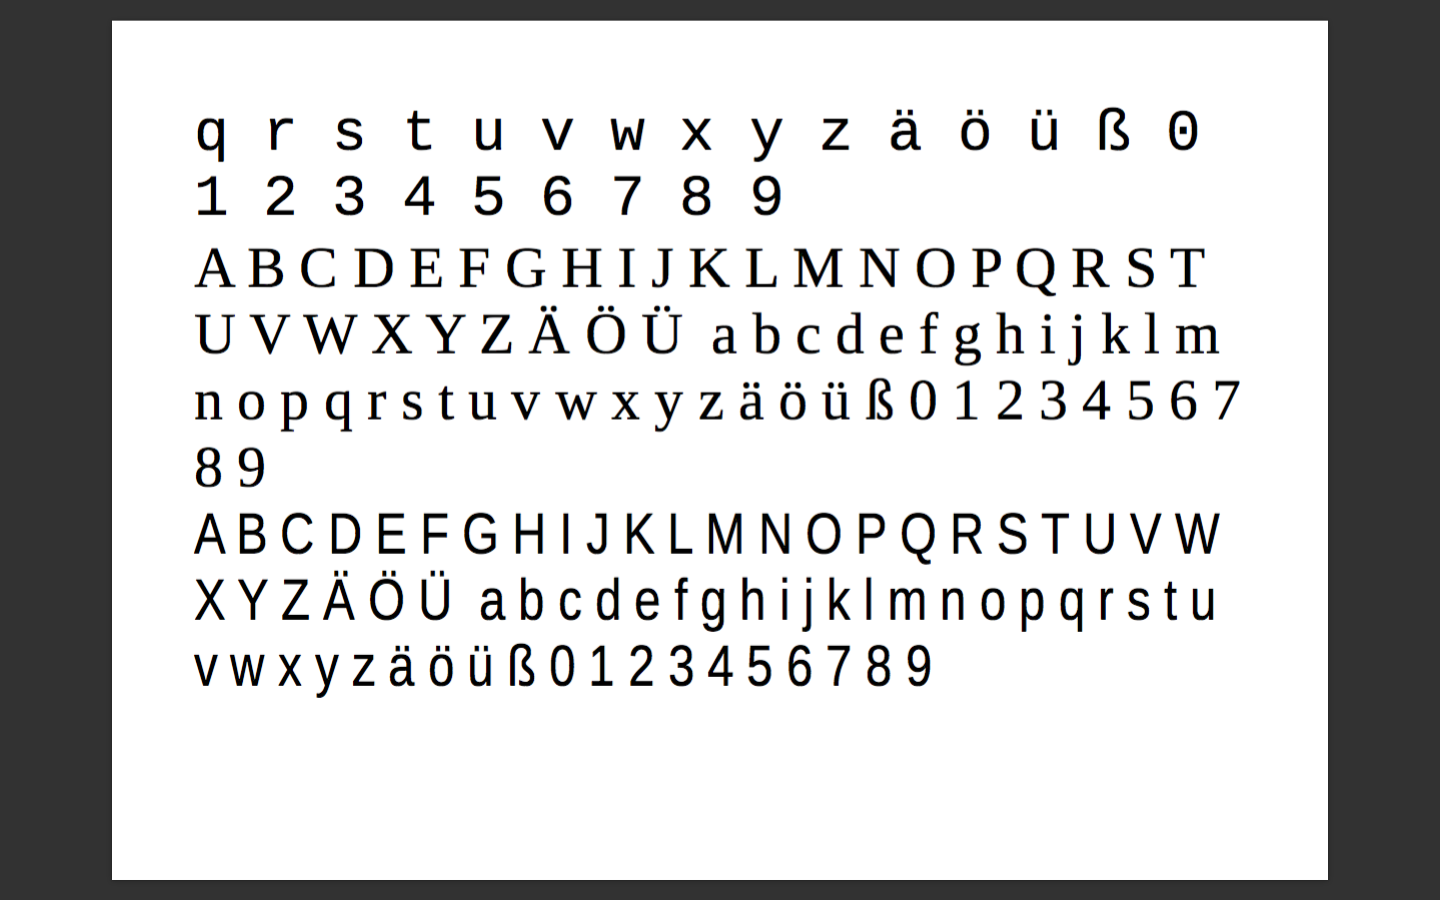 q r s t u v w x y z ä ö ü ß 0
1 2 3 4 5 6 7 8 9
A B C D E F G H I J K L M N O P Q R S T
U V W X Y Z Ä Ö Ü a b c d e f g h i j k l m
n o p q r s t u v w x y z ä ö ü ß 0 1 2 3 4 5 6 7
8 9
A B C D E F G H I J K L M N O P Q R S T U V W
X Y Z Ä Ö Ü a b c d e f g h i j k l m n o p q r s t u
v w x y z ä ö ü ß 0 1 2 3 4 5 6 7 8 9